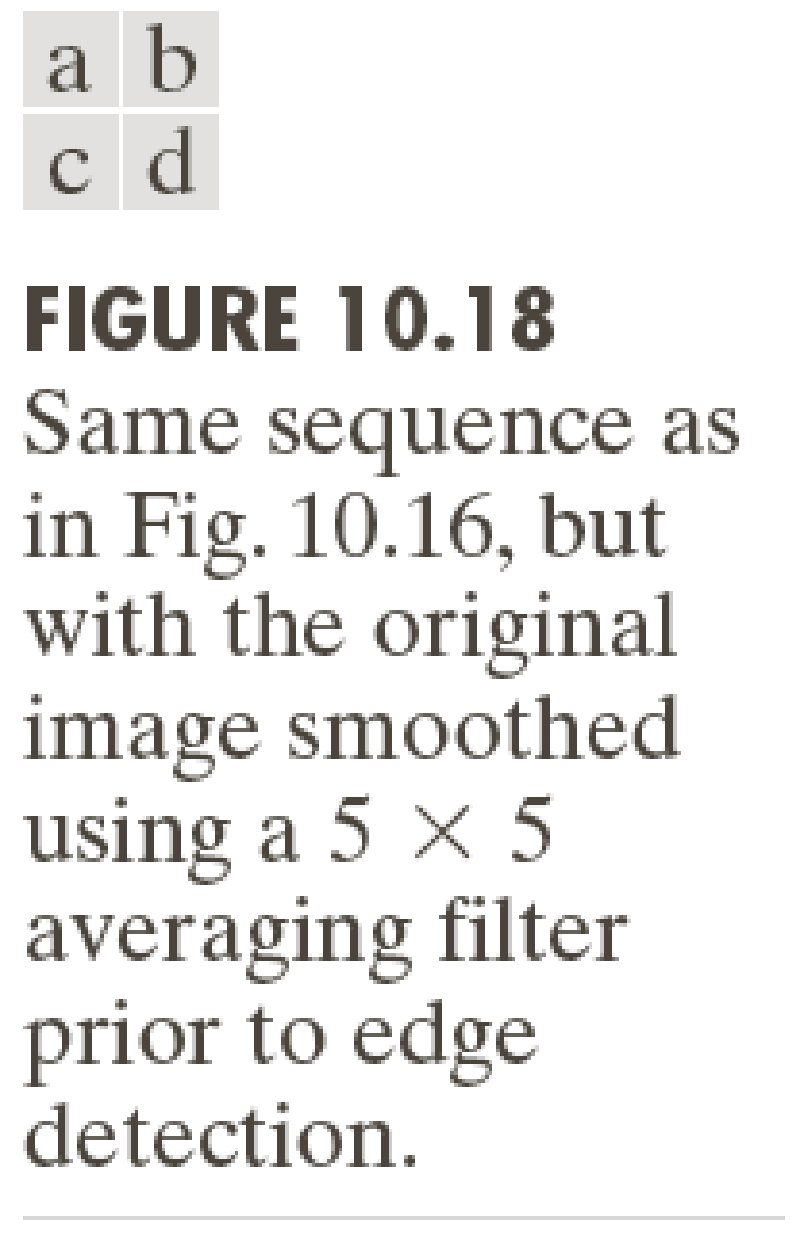 a b
c d
FIGURE 10.18
Same sequence as
in Fig. 10.16, but
with the original
image smoothed
using a 5 × 5
averaging filter
prior to edge
detection.